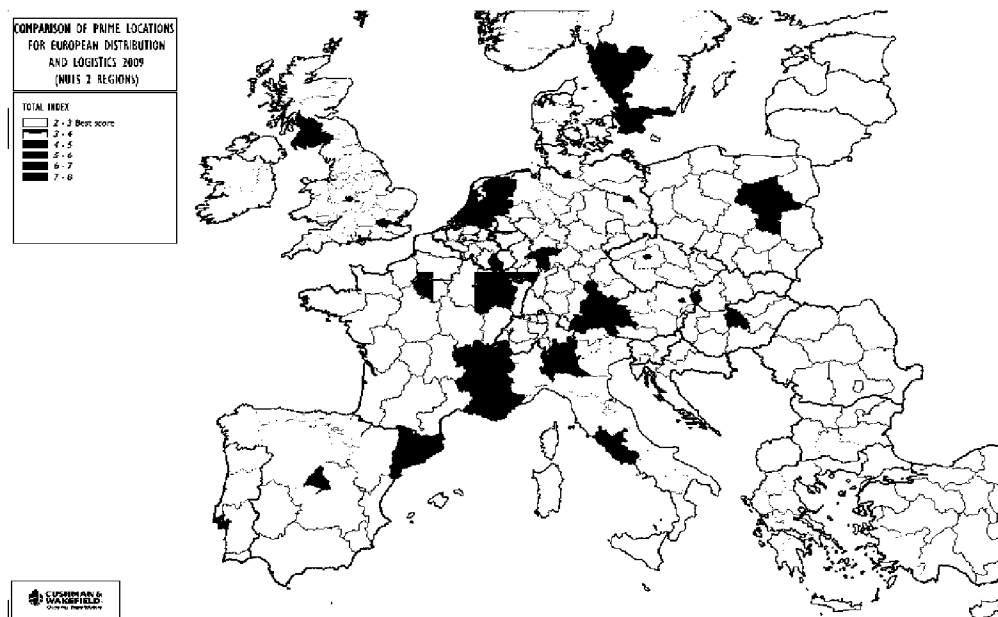 COMPARISON OF PRIME LOCATIONS
FOR EUROPEAN DISTRIBUTION
AND LOGISTICS 2009
(NUTS 2 REGIONS)
TOTAL INDEX
2 - 3 Best score
3 - 4
4 - 5
5 - 6
6 - 7
7 - 8
CUSHMAN &
WAKEFIELD